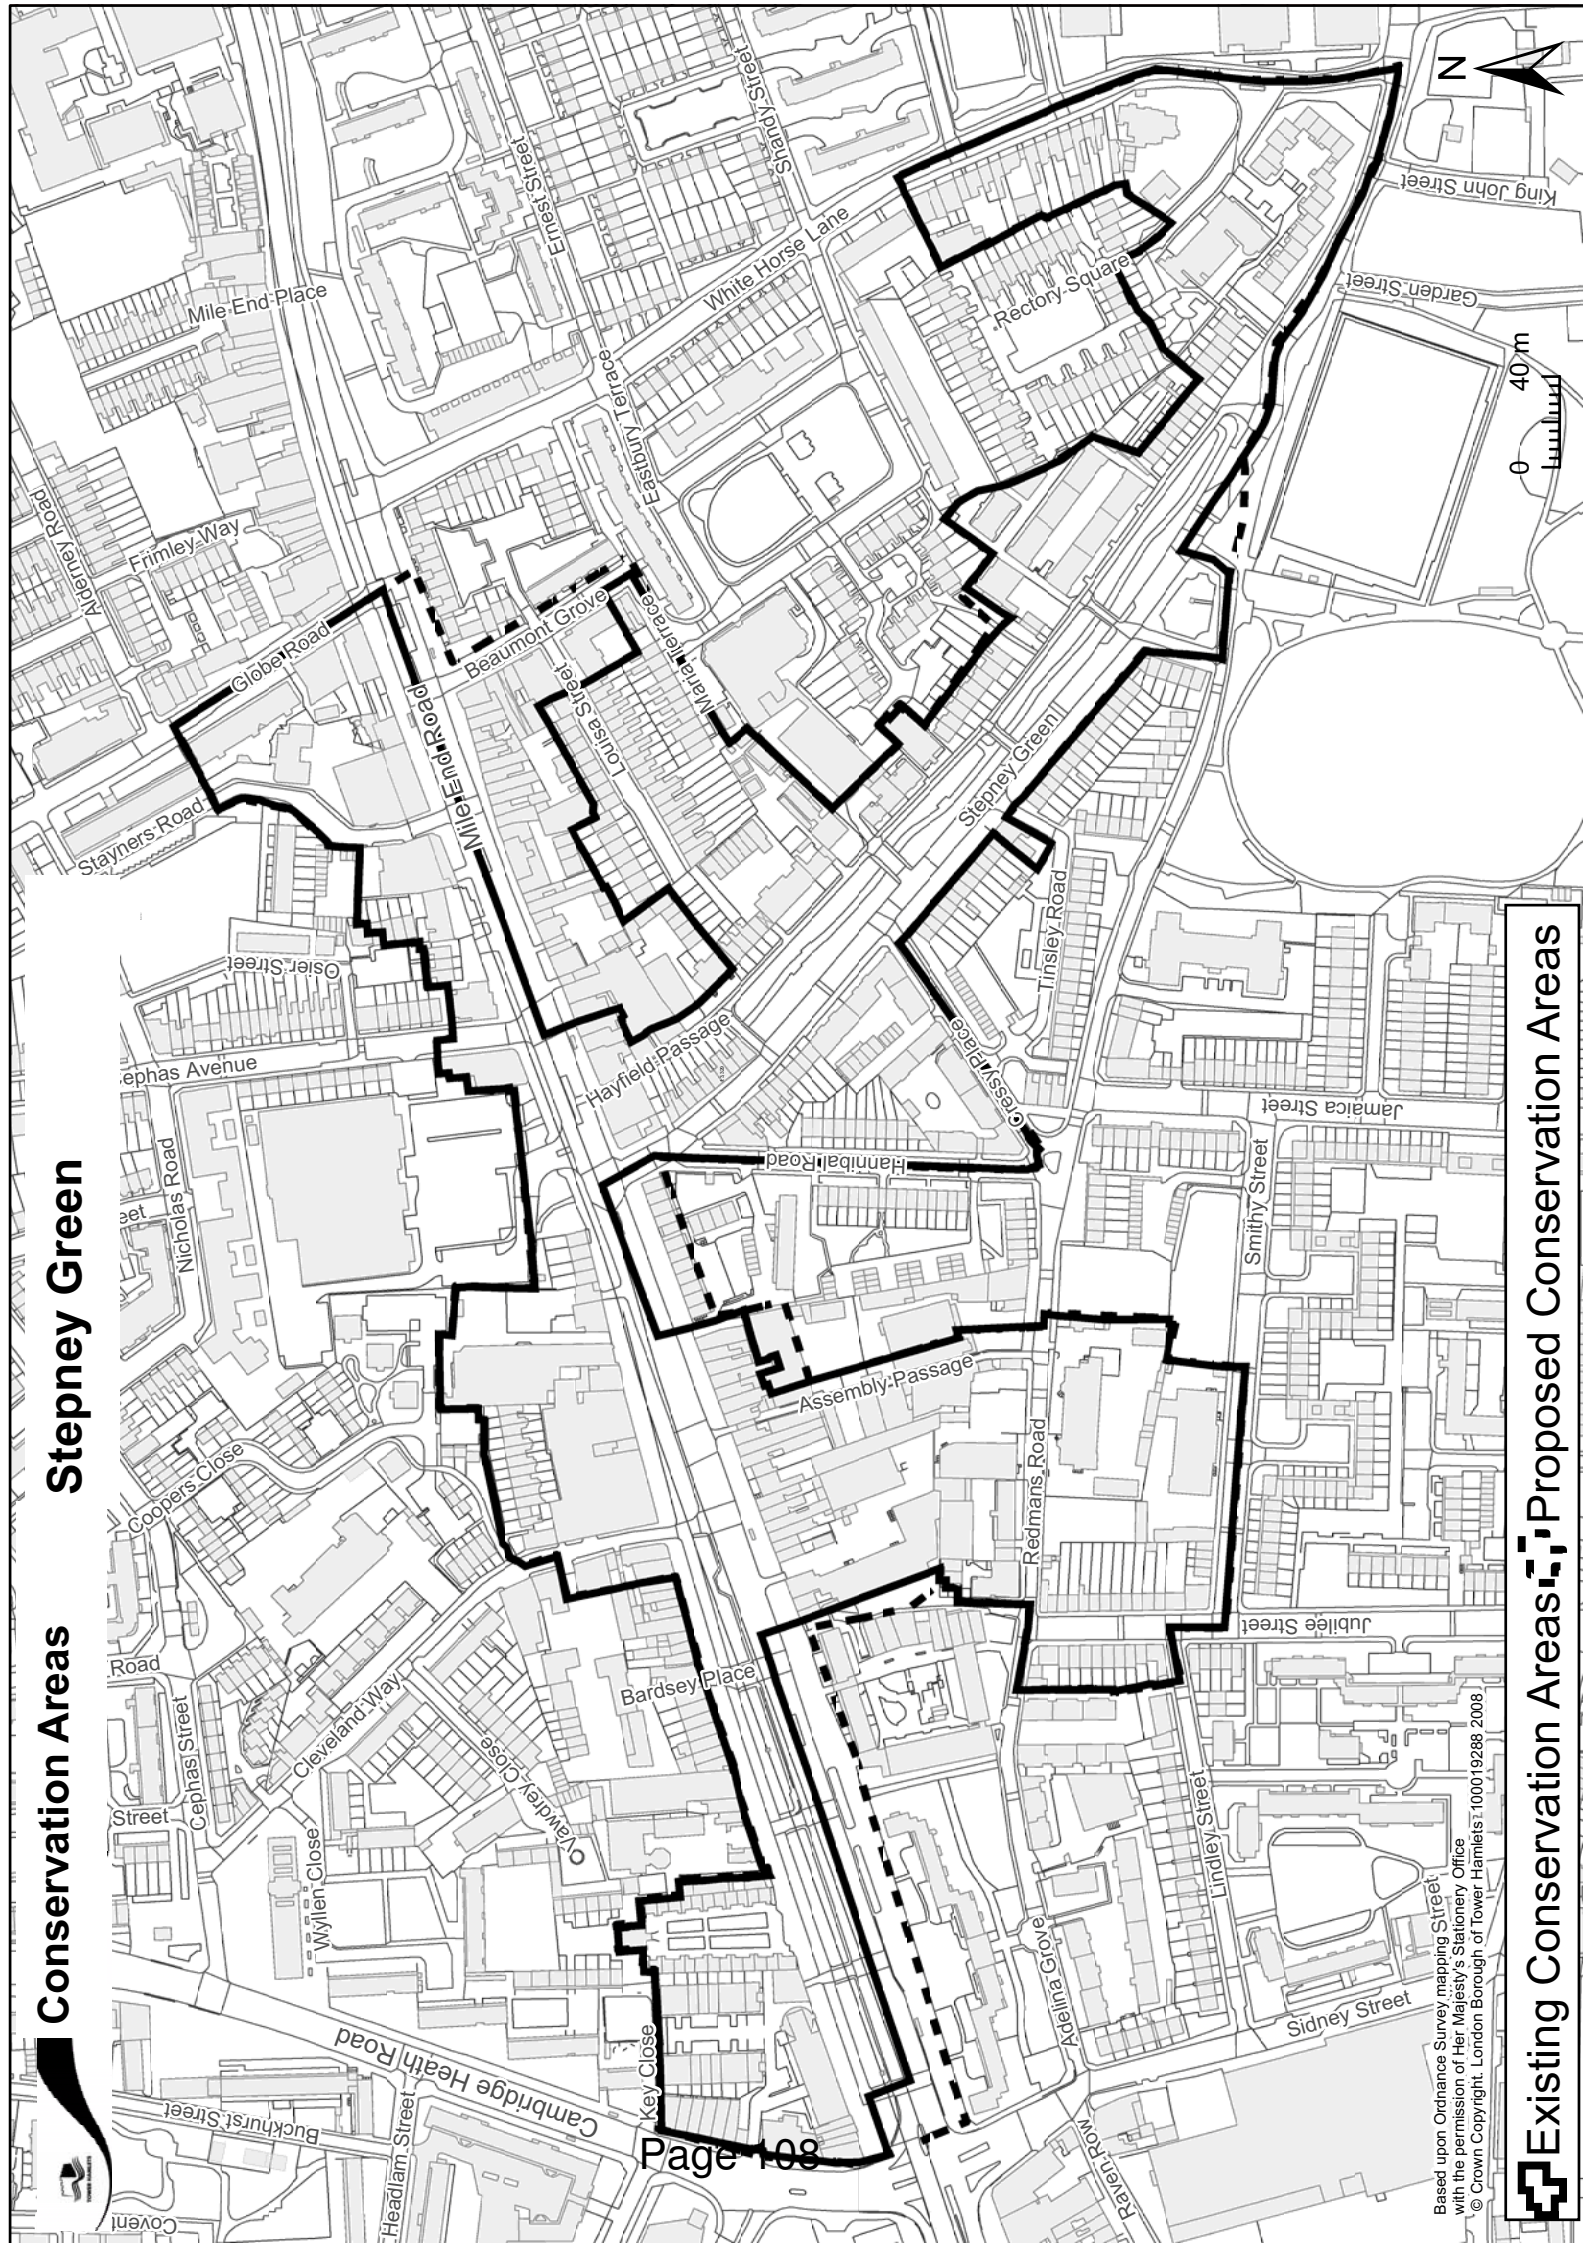 Conservation Areas
Stepney Green
TOWER HAMLETS
Covent
Buckhurst Street
Headlam Street
Cambridge Heath Road
Key Close
Page 108
Raven Row
Sidney Street
Adelina Grove
Lindley Street
Wyllen Close
Street
Cephas Street
Road
Cleveland Way
Vawdrey Close
Bardsey Place
Jubilee Street
Redmans Road
Assembly Passage
Coopers Close
Nicholas Road
eet
ephas Avenue
Osier Street
Stayners Road
Globe Road
Mile End Road
Hayfield Passage
Hannibal Road
Cressy Place
Smithy Street
Jamaica Street
Tinsley Road
Stepney Green
Louisa Street
Maria Terrace
Beaumont Grove
Eastbury Terrace
Frimley Way
Alderney Road
Mile End Place
Ernest Street
Shandy Street
White Horse Lane
Rectory Square
Garden Street
King John Street
N
0 40 m
Based upon Ordnance Survey mapping Street
with the permission of Her Majesty's Stationery Office
© Crown Copyright. London Borough of Tower Hamlets 100019288 2008
Existing Conservation Areas Proposed Conservation Areas